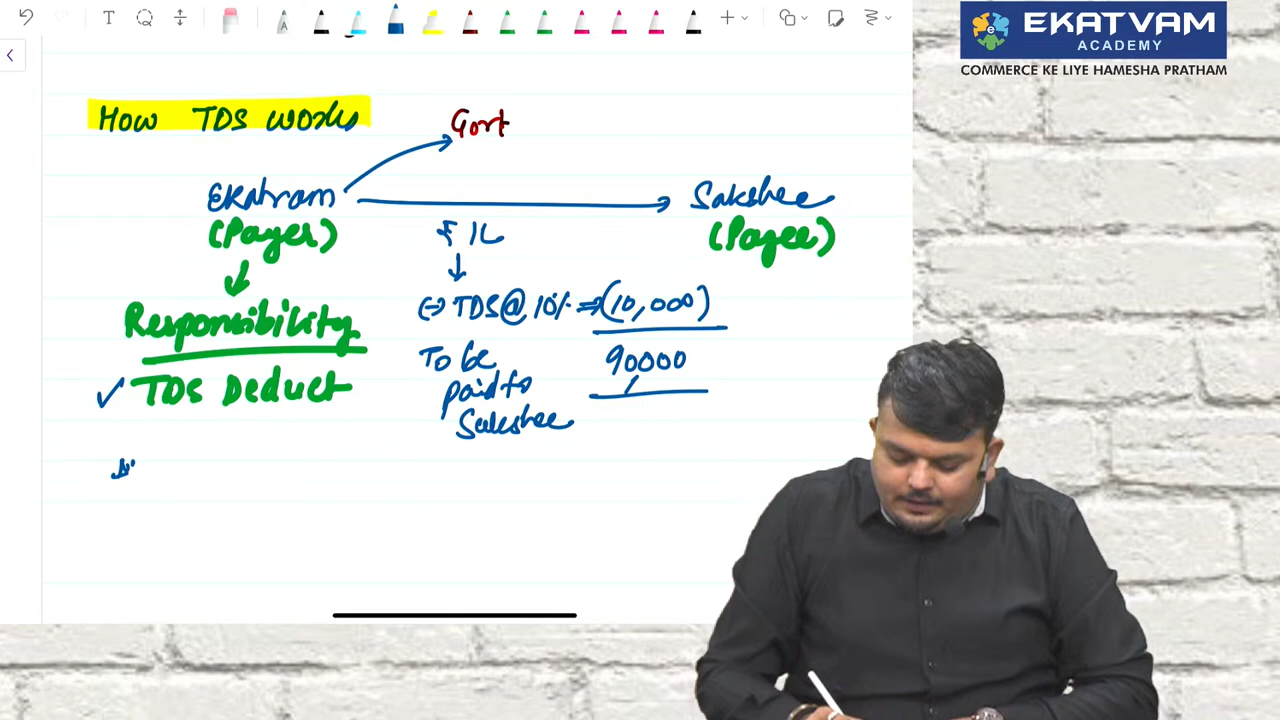 EKATVAM
ACADEMY
COMMERCE KE LIYE HAMESHA PRATHAM
How TDS works
Govt
Ekatvam
Sakshee
(Payer)
₹ 1L
(Payee)
(-) TDS @ 10% ⇒ (10,000)
Responsibility
To be
paid to
Sakshee
90000
✓ TDS Deduct